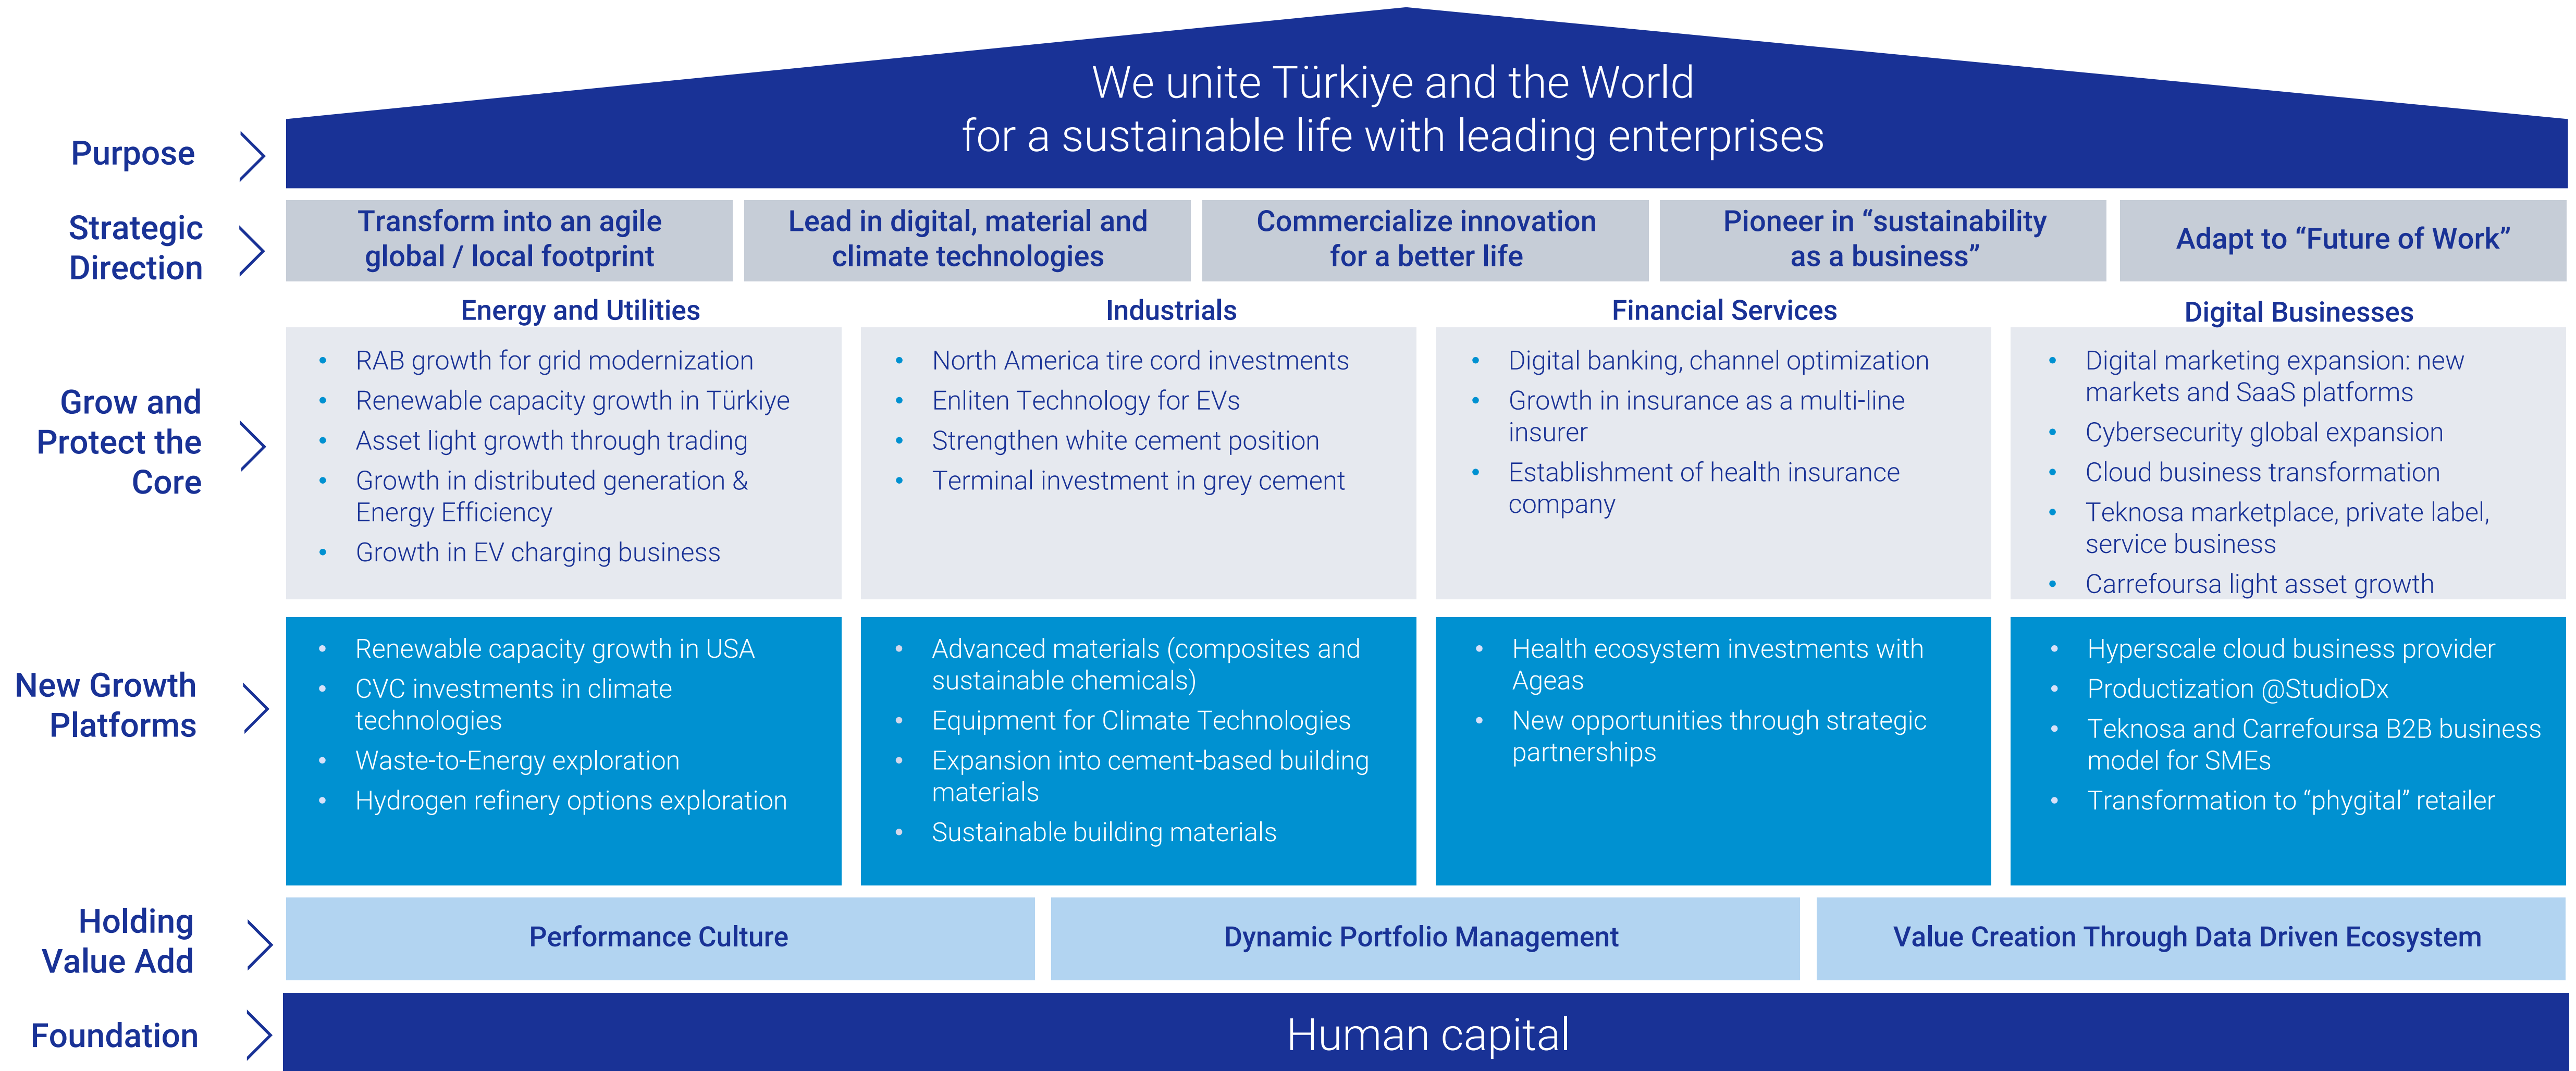 We unite Türkiye and the World
for a sustainable life with leading enterprises
Purpose
Strategic
Direction
Transform into an agile
global / local footprint
Lead in digital, material and
climate technologies
Commercialize innovation
for a better life
Pioneer in “sustainability
as a business”
Adapt to “Future of Work”
Grow and
Protect the
Core
Energy and Utilities
• RAB growth for grid modernization
• Renewable capacity growth in Türkiye
• Asset light growth through trading
• Growth in distributed generation &
Energy Efficiency
• Growth in EV charging business
Industrials
• North America tire cord investments
• Enliten Technology for EVs
• Strengthen white cement position
• Terminal investment in grey cement
Financial Services
• Digital banking, channel optimization
• Growth in insurance as a multi-line
insurer
• Establishment of health insurance
company
Digital Businesses
• Digital marketing expansion: new
markets and SaaS platforms
• Cybersecurity global expansion
• Cloud business transformation
• Teknosa marketplace, private label,
service business
• Carrefoursa light asset growth
New Growth
Platforms
• Renewable capacity growth in USA
• CVC investments in climate
technologies
• Waste-to-Energy exploration
• Hydrogen refinery options exploration
• Advanced materials (composites and
sustainable chemicals)
• Equipment for Climate Technologies
• Expansion into cement-based building
materials
• Sustainable building materials
• Health ecosystem investments with
Ageas
• New opportunities through strategic
partnerships
• Hyperscale cloud business provider
• Productization @StudioDx
• Teknosa and Carrefoursa B2B business
model for SMEs
• Transformation to “phygital” retailer
Holding
Value Add
Performance Culture
Dynamic Portfolio Management
Value Creation Through Data Driven Ecosystem
Foundation
Human capital